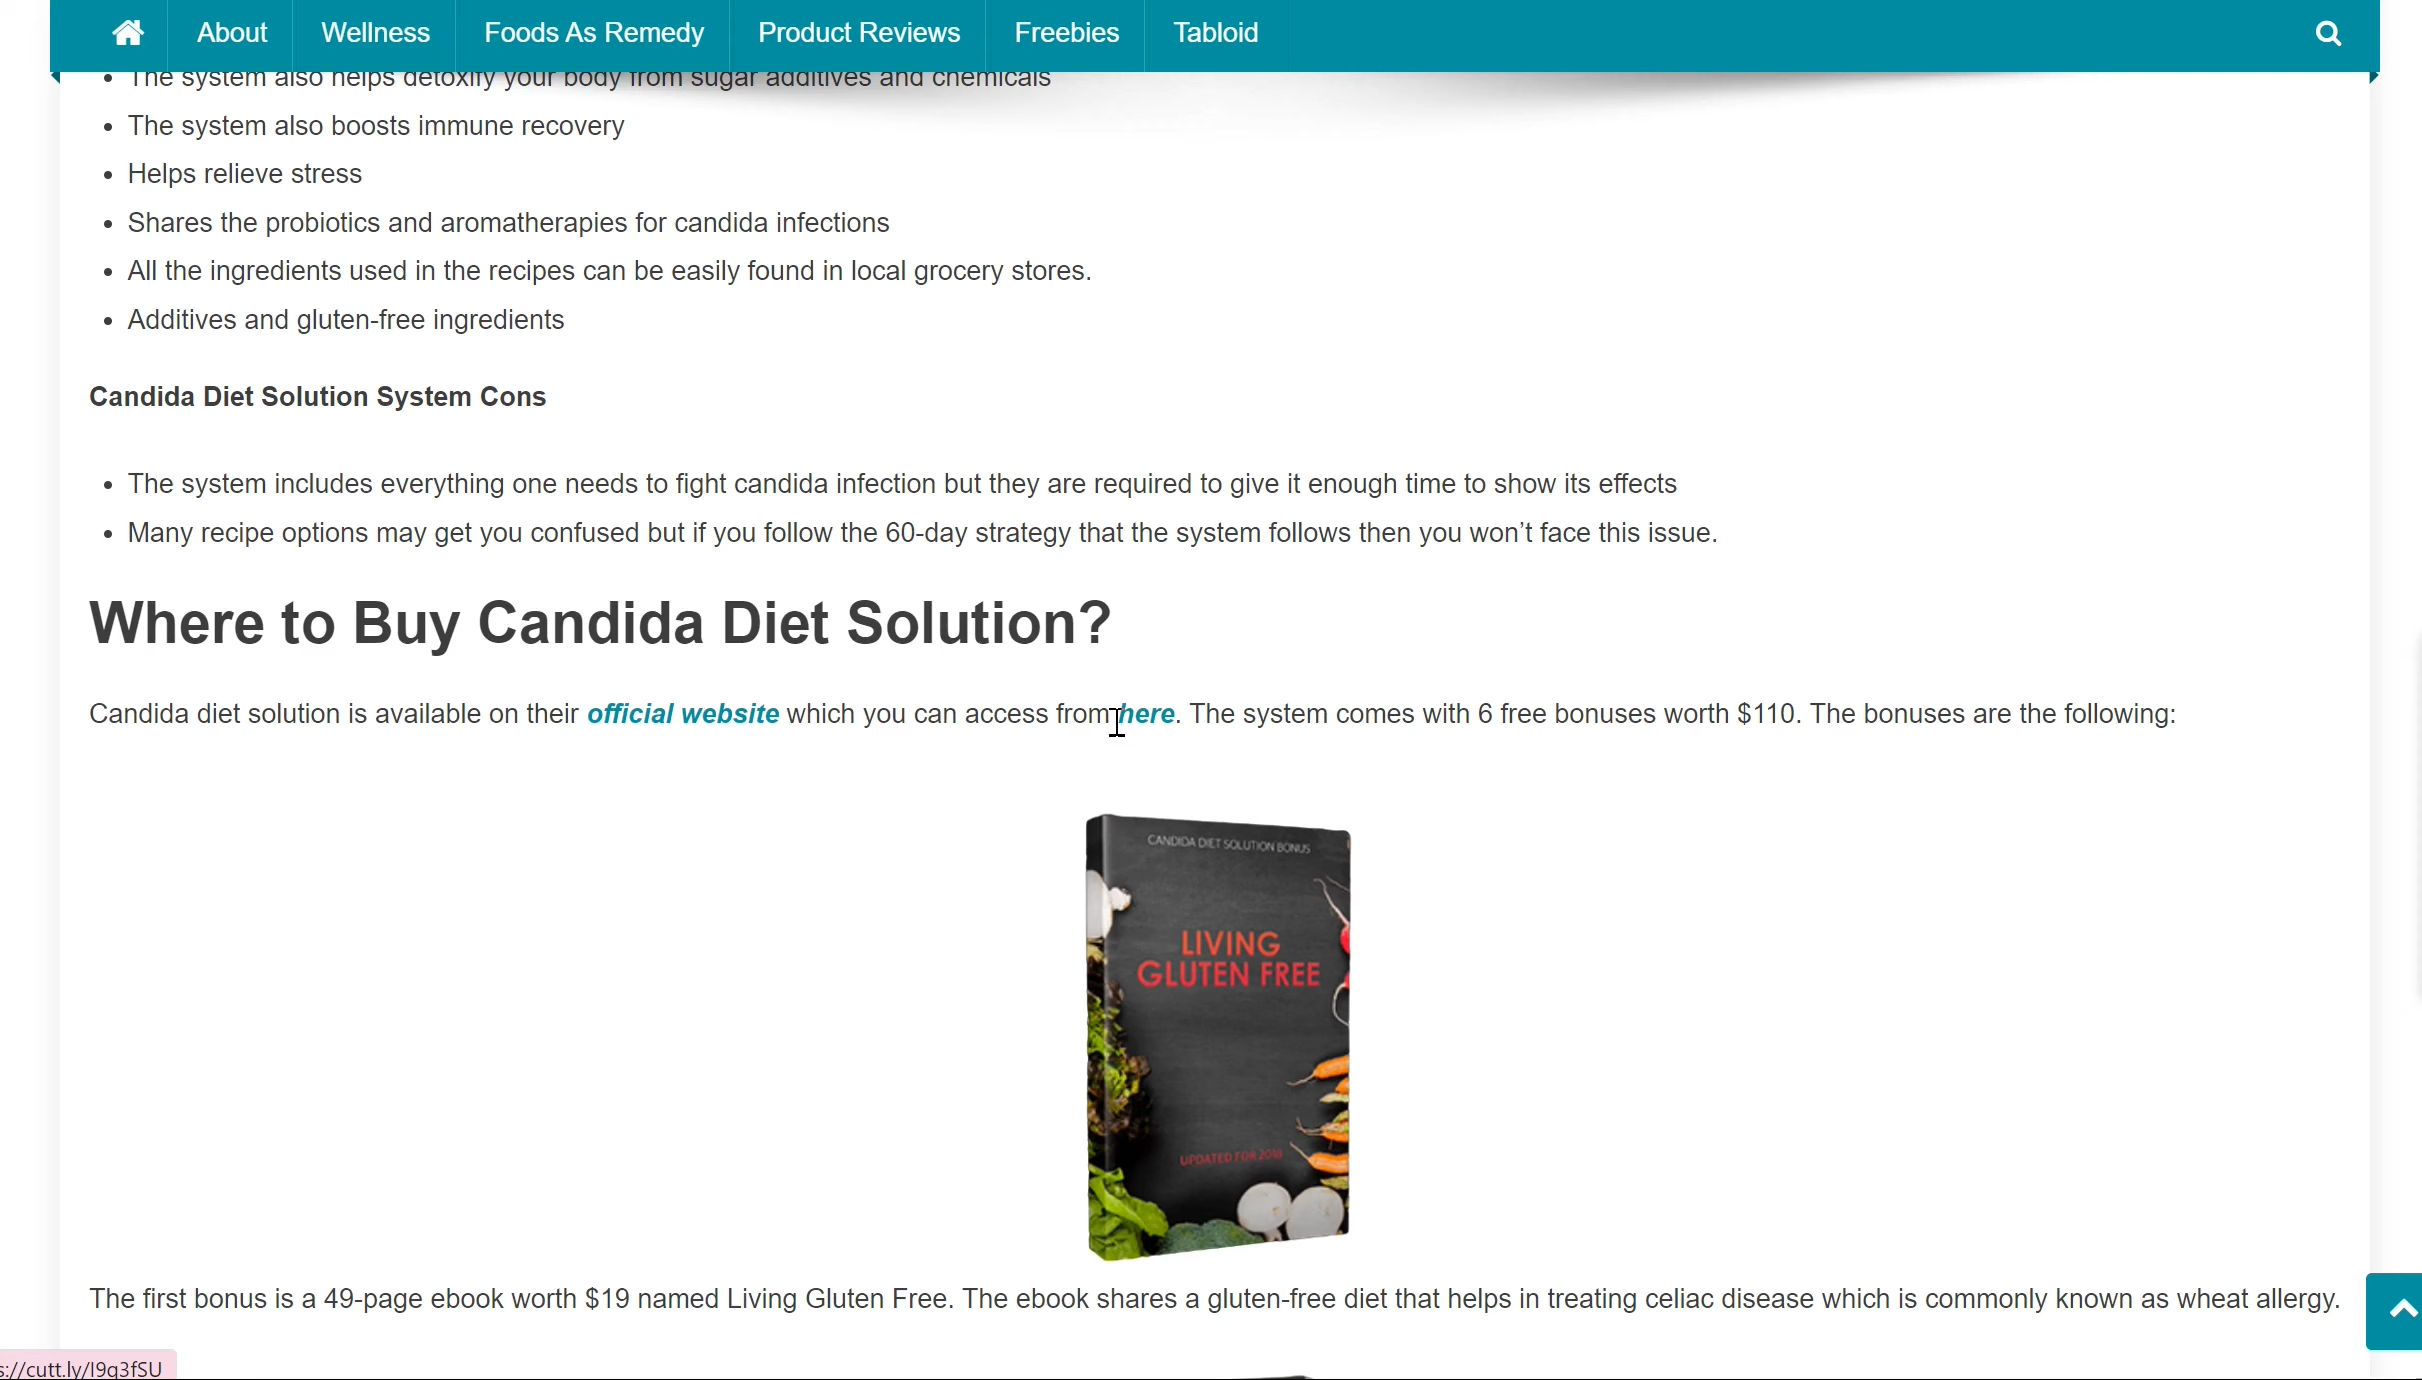 About Wellness Foods As Remedy Product Reviews Freebies Tabloid
The system also helps detoxify your body from sugar additives and chemicals
• The system also boosts immune recovery
• Helps relieve stress
• Shares the probiotics and aromatherapies for candida infections
• All the ingredients used in the recipes can be easily found in local grocery stores.
• Additives and gluten-free ingredients
Candida Diet Solution System Cons
• The system includes everything one needs to fight candida infection but they are required to give it enough time to show its effects
• Many recipe options may get you confused but if you follow the 60-day strategy that the system follows then you won’t face this issue.
Where to Buy Candida Diet Solution?
Candida diet solution is available on their official website which you can access from here. The system comes with 6 free bonuses worth $110. The bonuses are the following:
CANDIDA DIET SOLUTION BONUS
LIVING
GLUTEN FREE
UPDATED FOR 2018
The first bonus is a 49-page ebook worth $19 named Living Gluten Free. The ebook shares a gluten-free diet that helps in treating celiac disease which is commonly known as wheat allergy.
s://cutt.ly/I9q3fSU